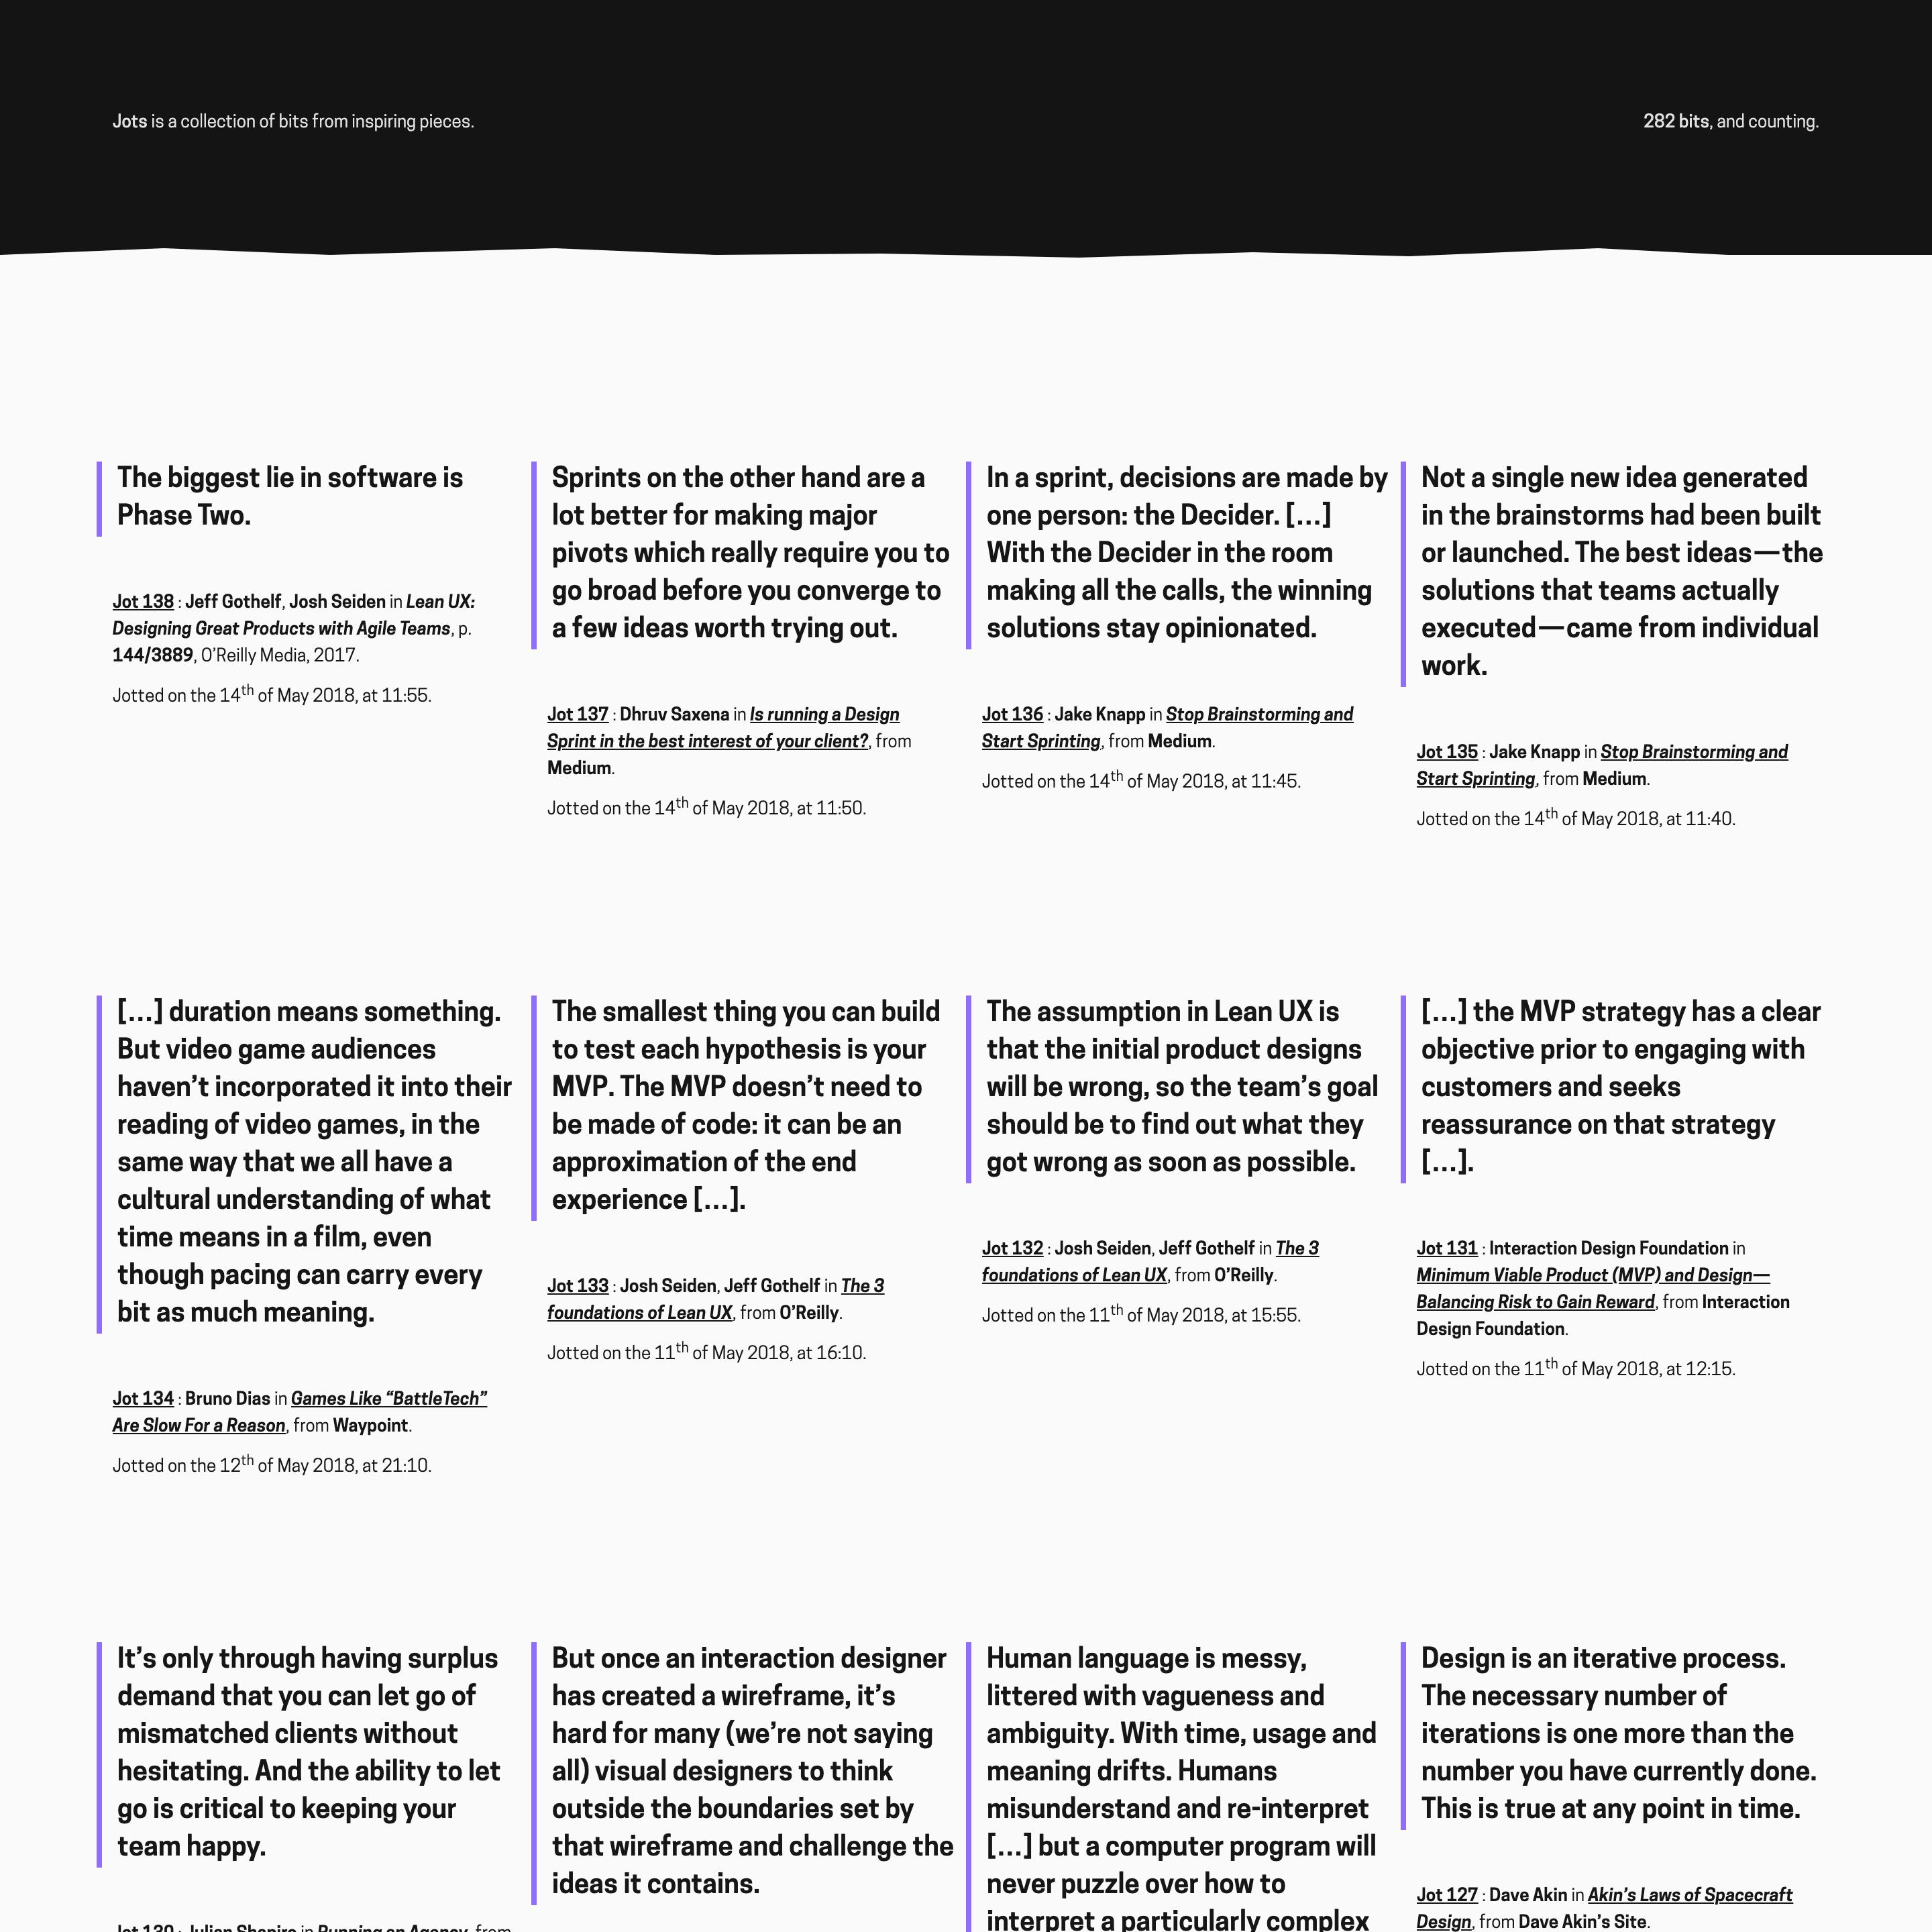 Jots is a collection of bits from inspiring pieces.
282 bits, and counting.
The biggest lie in software is
Phase Two.
Jot 138 : Jeff Gothelf, Josh Seiden in Lean UX:
Designing Great Products with Agile Teams, p.
144/3889, O’Reilly Media, 2017.
Jotted on the 14th of May 2018, at 11:55.
Sprints on the other hand are a
lot better for making major
pivots which really require you to
go broad before you converge to
a few ideas worth trying out.
Jot 137 : Dhruv Saxena in Is running a Design
Sprint in the best interest of your client?, from
Medium.
Jotted on the 14th of May 2018, at 11:50.
In a sprint, decisions are made by
one person: the Decider. […]
With the Decider in the room
making all the calls, the winning
solutions stay opinionated.
Jot 136 : Jake Knapp in Stop Brainstorming and
Start Sprinting, from Medium.
Jotted on the 14th of May 2018, at 11:45.
Not a single new idea generated
in the brainstorms had been built
or launched. The best ideas — the
solutions that teams actually
executed — came from individual
work.
Jot 135 : Jake Knapp in Stop Brainstorming and
Start Sprinting, from Medium.
Jotted on the 14th of May 2018, at 11:40.
[…] duration means something.
But video game audiences
haven’t incorporated it into their
reading of video games, in the
same way that we all have a
cultural understanding of what
time means in a film, even
though pacing can carry every
bit as much meaning.
Jot 134 : Bruno Dias in Games Like “BattleTech”
Are Slow For a Reason, from Waypoint.
Jotted on the 12th of May 2018, at 21:10.
The smallest thing you can build
to test each hypothesis is your
MVP. The MVP doesn’t need to
be made of code: it can be an
approximation of the end
experience […].
Jot 133 : Josh Seiden, Jeff Gothelf in The 3
foundations of Lean UX, from O’Reilly.
Jotted on the 11th of May 2018, at 16:10.
The assumption in Lean UX is
that the initial product designs
will be wrong, so the team’s goal
should be to find out what they
got wrong as soon as possible.
Jot 132 : Josh Seiden, Jeff Gothelf in The 3
foundations of Lean UX, from O’Reilly.
Jotted on the 11th of May 2018, at 15:55.
[…] the MVP strategy has a clear
objective prior to engaging with
customers and seeks
reassurance on that strategy
[…].
Jot 131 : Interaction Design Foundation in
Minimum Viable Product (MVP) and Design—
Balancing Risk to Gain Reward, from Interaction
Design Foundation.
Jotted on the 11th of May 2018, at 12:15.
It’s only through having surplus
demand that you can let go of
mismatched clients without
hesitating. And the ability to let
go is critical to keeping your
team happy.
Jot 130 : Julian Shapiro in Running an Agency, from
But once an interaction designer
has created a wireframe, it’s
hard for many (we’re not saying
all) visual designers to think
outside the boundaries set by
that wireframe and challenge the
ideas it contains.
Human language is messy,
littered with vagueness and
ambiguity. With time, usage and
meaning drifts. Humans
misunderstand and re-interpret
[…] but a computer program will
never puzzle over how to
interpret a particularly complex
Design is an iterative process.
The necessary number of
iterations is one more than the
number you have currently done.
This is true at any point in time.
Jot 127 : Dave Akin in Akin’s Laws of Spacecraft
Design, from Dave Akin’s Site.